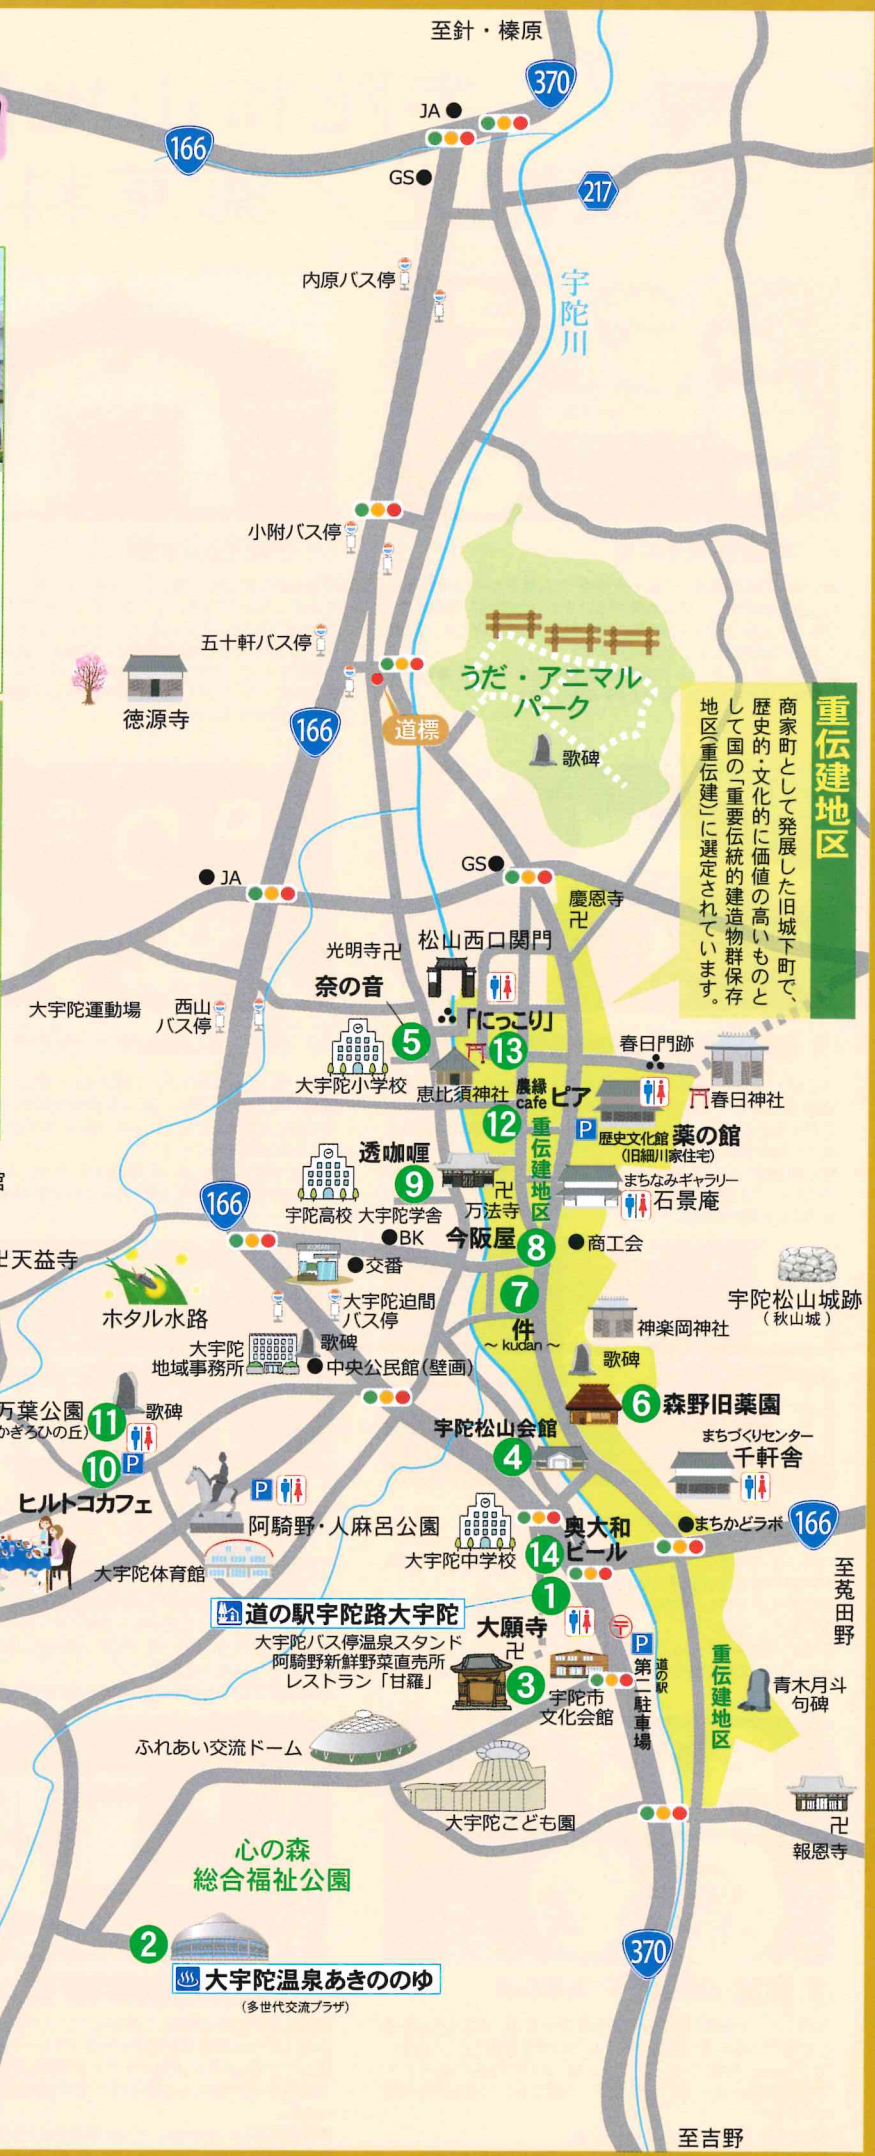 至針・榛原
370
JA
166
GS
217
内原バス停
宇陀川
小附バス停
五十軒バス停
徳源寺
166
道標
うだ・アニマル
パーク
歌碑
重伝建地区
商家町として発展した旧城下町で、
歴史的・文化的に価値の高いものと
して国の「重要伝統的建造物群保存
地区(重伝建)」に選定されています。
GS
JA
慶恩寺
卍
光明寺卍
松山西口関門
奈の音
大宇陀運動場
西山
バス停
「にっこり」
5
13
大宇陀小学校
恵比須神社
春日門跡
春日神社
農縁
cafe
ピア
12
P
歴史文化館 薬の館
(旧細川家住宅)
重伝建地区
透咖喱
9
まちなみギャラリー
石景庵
卍
万法寺
宇陀高校
大宇陀学舎
166
BK
今阪屋
8
商工会
交番
卍天益寺
ホタル水路
7
件
~ kudan ~
宇陀松山城跡
(秋山城)
神楽岡神社
大宇陀迫間
バス停
大宇陀
地域事務所
歌碑
中央公民館(壁画)
歌碑
6
森野旧薬園
万葉公園
かぎろひの丘)
11
歌碑
10
P
ヒルトコカフェ
宇陀松山会館
4
まちづくりセンター
千軒舎
P
阿騎野・人麻呂公園
大宇陀体育館
大宇陀中学校
奥大和
ビール
14
まちかどラボ
166
至菟田野
1
道の駅宇陀路大宇陀
大宇陀バス停温泉スタンド
阿騎野新鮮野菜直売所
レストラン「甘羅」
大願寺
卍
3
〒
P
道の駅
第二駐車場
宇陀市
文化会館
重伝建地区
青木月斗
句碑
ふれあい交流ドーム
大宇陀こども園
卍
報恩寺
心の森
総合福祉公園
2
大宇陀温泉あきののゆ
(多世代交流プラザ)
370
至吉野